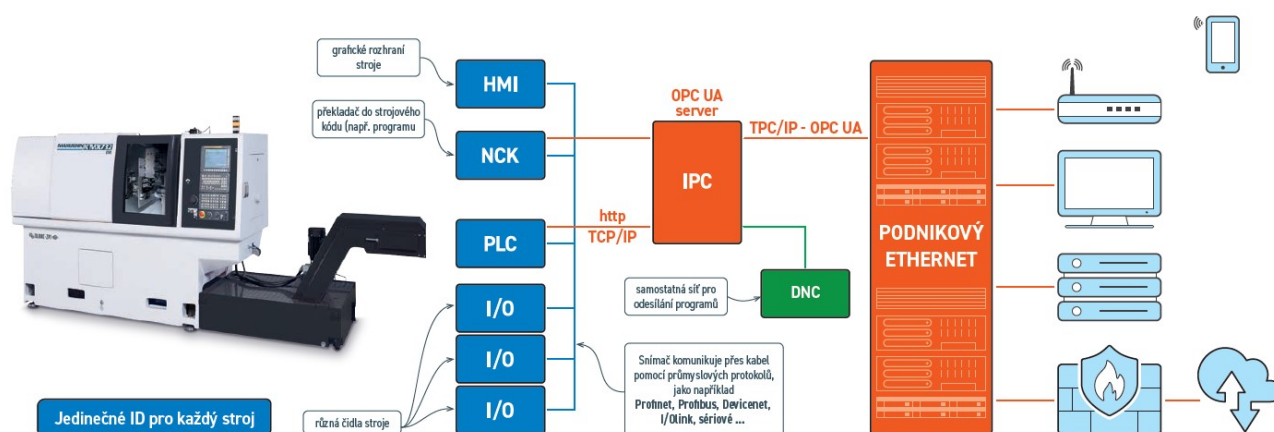 grafické rozhraní
stroje
HMI
překladač do strojového
kódu (např. programu
NCK
OPC UA
server
IPC
TPC/IP - OPC UA
http
TCP/IP
PLC
PODNIKOVÝ
ETHERNET
samostatná síť pro
odesílání programů
DNC
I/O
I/O
I/O
Snímač komunikuje přes kabel
pomocí průmyslových protokolů,
jako například
Profinet, Profibus, Devicenet,
I/Olink, sériové ...
různá čidla stroje
Jedinečné ID pro každý stroj